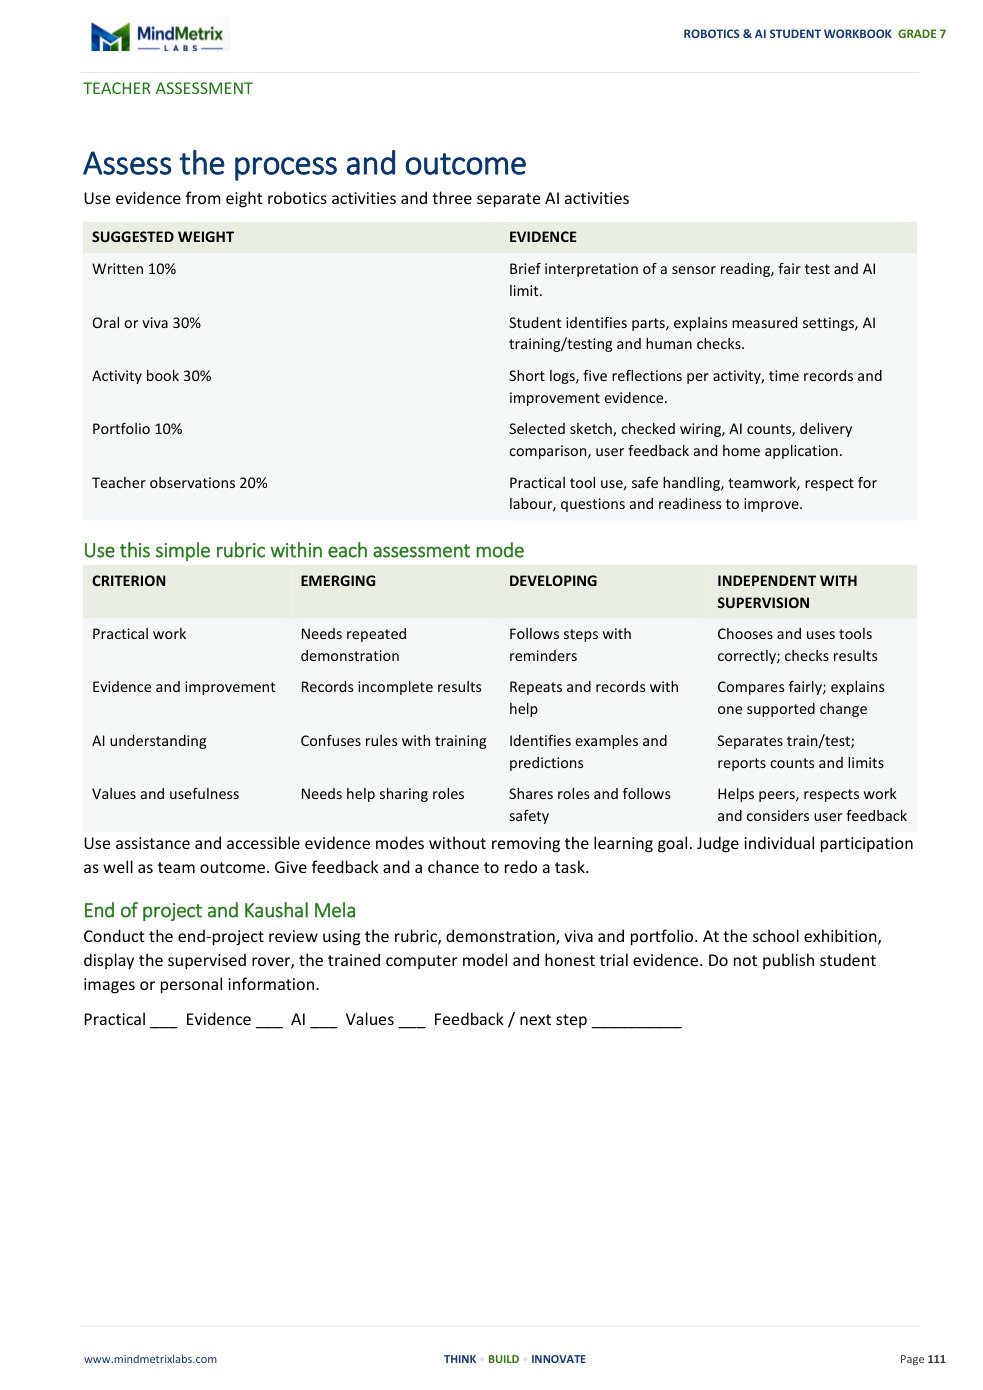 MindMetrix
LABS
ROBOTICS & AI STUDENT WORKBOOK GRADE 7
TEACHER ASSESSMENT
Assess the process and outcome
Use evidence from eight robotics activities and three separate AI activities
SUGGESTED WEIGHT EVIDENCE
Written 10% Brief interpretation of a sensor reading, fair test and AI
limit.
Oral or viva 30% Student identifies parts, explains measured settings, AI
training/testing and human checks.
Activity book 30% Short logs, five reflections per activity, time records and
improvement evidence.
Portfolio 10% Selected sketch, checked wiring, AI counts, delivery
comparison, user feedback and home application.
Teacher observations 20% Practical tool use, safe handling, teamwork, respect for
labour, questions and readiness to improve.
Use this simple rubric within each assessment mode
CRITERION EMERGING DEVELOPING INDEPENDENT WITH
SUPERVISION
Practical work Needs repeated Follows steps with Chooses and uses tools
demonstration reminders correctly; checks results
Evidence and improvement Records incomplete results Repeats and records with Compares fairly; explains
help one supported change
AI understanding Confuses rules with training Identifies examples and Separates train/test;
predictions reports counts and limits
Values and usefulness Needs help sharing roles Shares roles and follows Helps peers, respects work
safety and considers user feedback
Use assistance and accessible evidence modes without removing the learning goal. Judge individual participation
as well as team outcome. Give feedback and a chance to redo a task.
End of project and Kaushal Mela
Conduct the end-project review using the rubric, demonstration, viva and portfolio. At the school exhibition,
display the supervised rover, the trained computer model and honest trial evidence. Do not publish student
images or personal information.
Practical ___ Evidence ___ AI ___ Values ___ Feedback / next step __________
www.mindmetrixlabs.com THINK • BUILD • INNOVATE Page 111